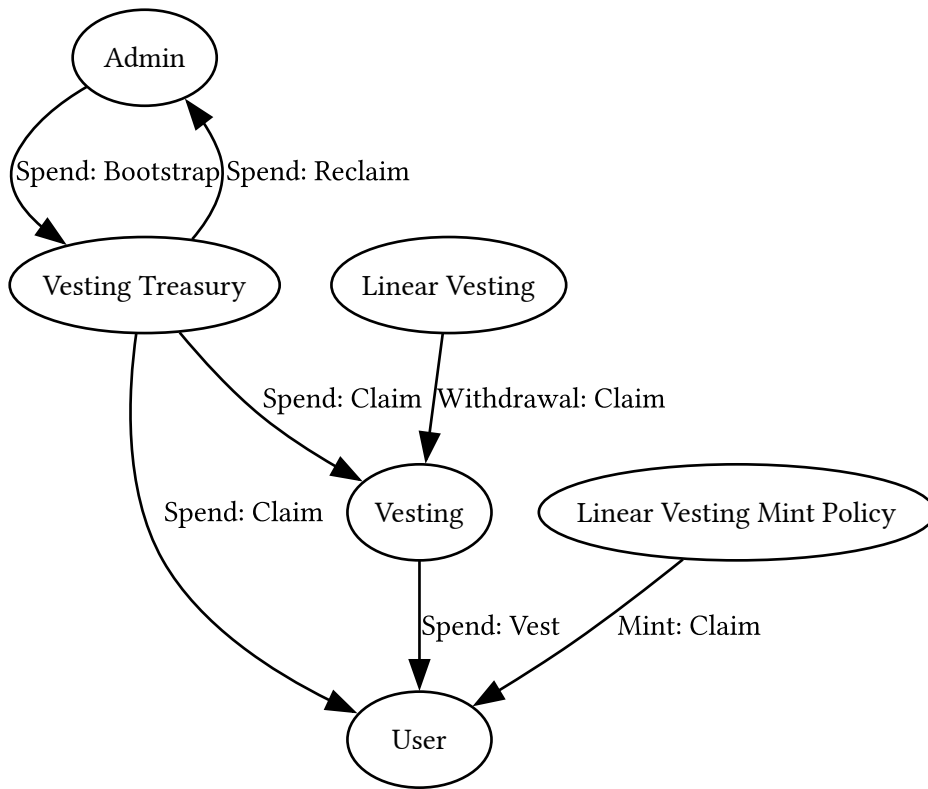 Admin
Spend: Bootstrap
Spend: Reclaim
Vesting Treasury
Linear Vesting
Spend: Claim
Withdrawal: Claim
Spend: Claim
Vesting
Linear Vesting Mint Policy
Spend: Vest
Mint: Claim
User